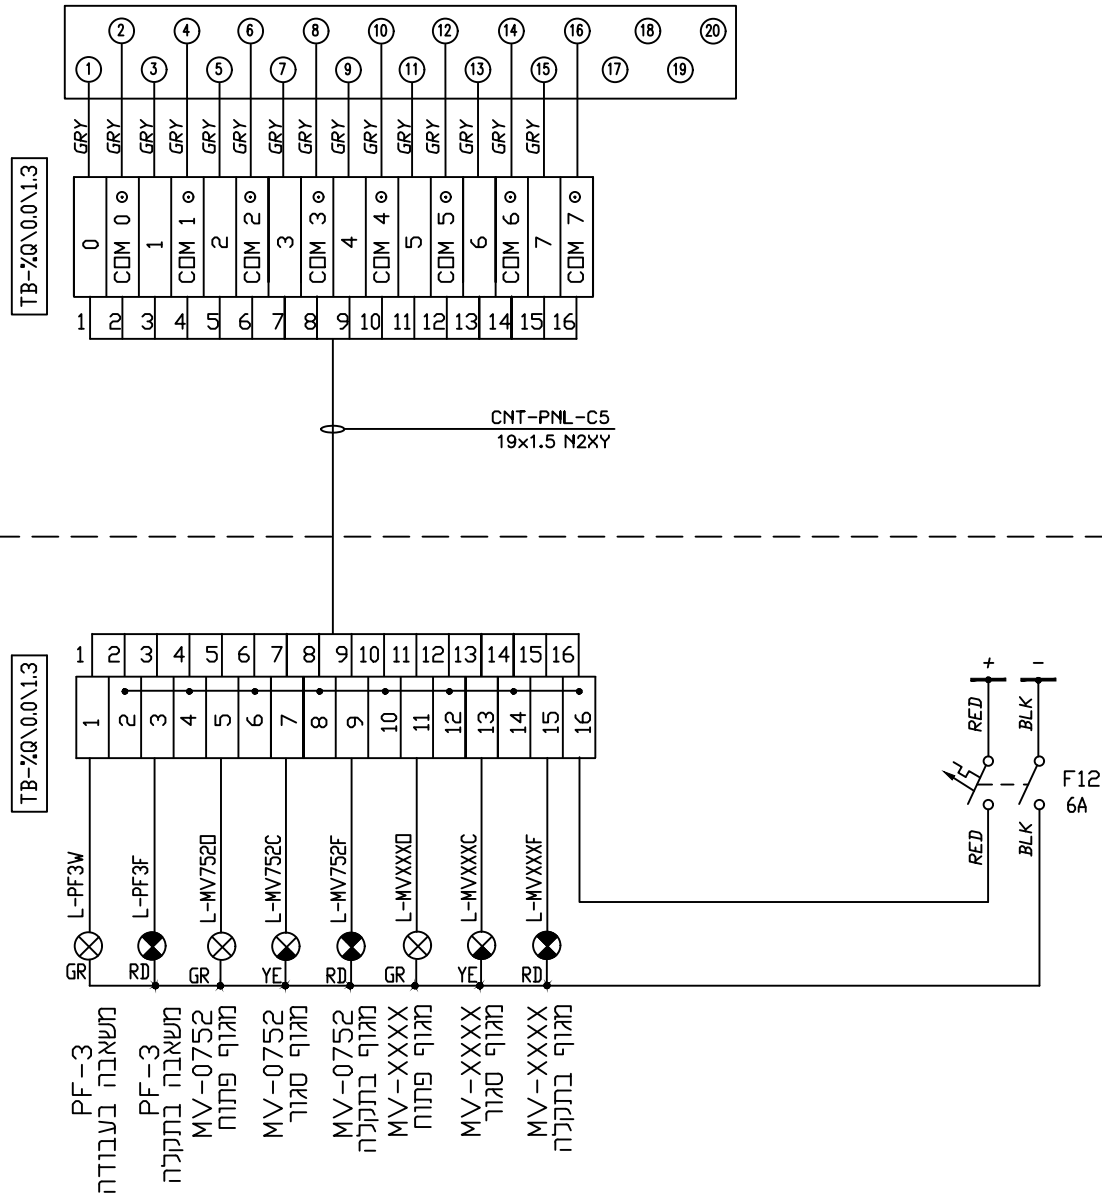 2 4 6 8 10 12 14 16 18 20
1 3 5 7 9 11 13 15 17 19
GRY GRY GRY GRY GRY GRY GRY GRY GRY GRY GRY GRY GRY GRY GRY
TB-%Q\0.0\1.3
0 COM 0 1 COM 1 2 COM 2 3 COM 3 4 COM 4 5 COM 5 6 COM 6 7 COM 7
1 2 3 4 5 6 7 8 9 10 11 12 13 14 15 16
CNT-PNL-C5
19x1.5 N2XY
1 2 3 4 5 6 7 8 9 10 11 12 13 14 15 16
TB-%Q\0.0\1.3
1 2 3 4 5 6 7 8 9 10 11 12 13 14 15 16
+ -
RED BLK
F12
6A
RED BLK
L-PF3W L-PF3F L-MV752O L-MV752C L-MV752F L-MVXXXO L-MVXXXC L-MVXXXF
GR RD GR YE RD GR YE RD
PF-3
משאבה בעבודה
PF-3
משאבה בתקלה
MV-0752
מגוף פתוח
MV-0752
מגוף סגור
MV-0752
מגוף בתקלה
MV-XXXX
מגוף פתוח
MV-XXXX
מגוף סגור
MV-XXXX
מגוף בתקלה